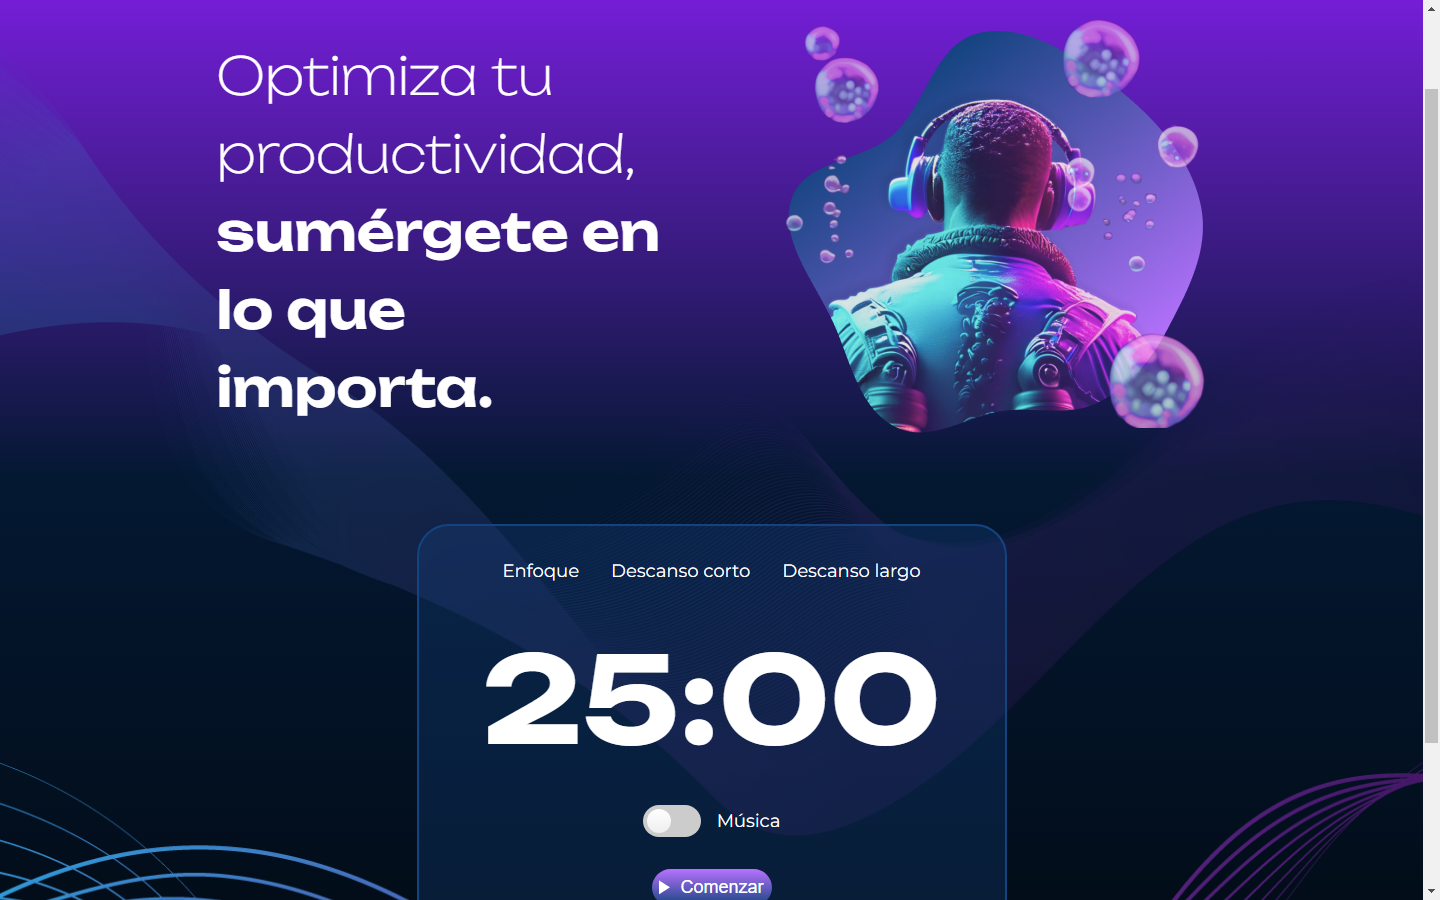 Optimiza tu
productividad,
sumérgete en
lo que
importa.
Enfoque Descanso corto Descanso largo
25:00
Música
Comenzar